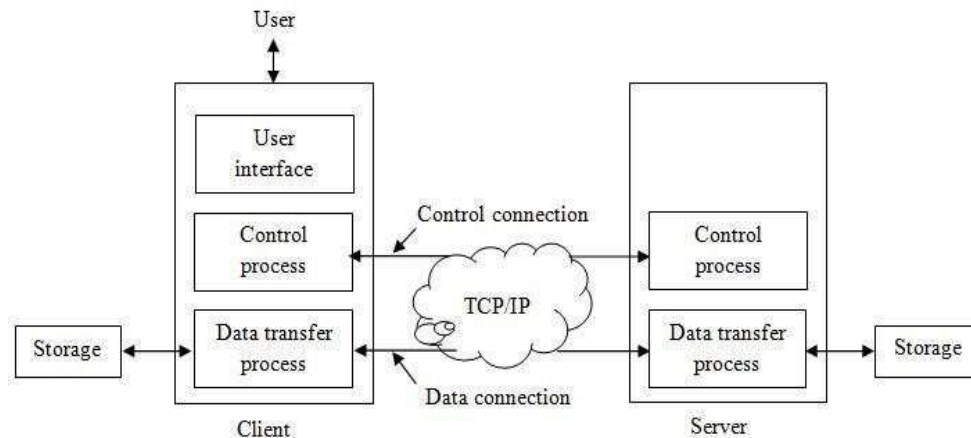 User
User
interface
Control connection
Control
process
Control
process
TCP/IP
Storage
Data transfer
process
Data transfer
process
Storage
Data connection
Client
Server